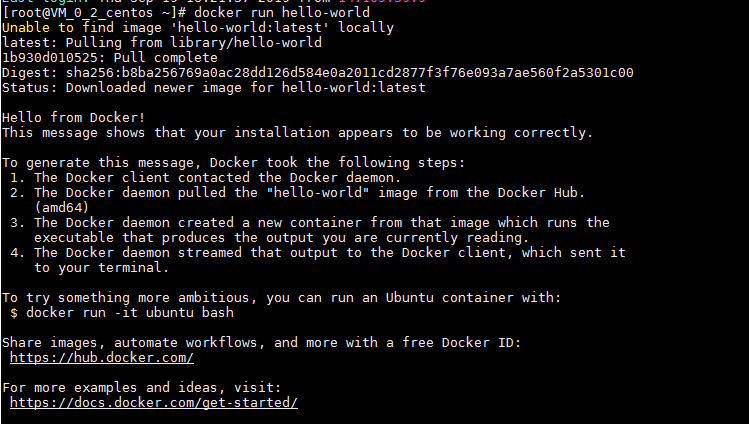 [root@VM_0_2_centos ~]# docker run hello-world
Unable to find image 'hello-world:latest' locally
latest: Pulling from library/hello-world
1b930d010525: Pull complete
Digest: sha256:b8ba256769a0ac28dd126d584e0a2011cd2877f3f76e093a7ae560f2a5301c00
Status: Downloaded newer image for hello-world:latest

Hello from Docker!
This message shows that your installation appears to be working correctly.

To generate this message, Docker took the following steps:
 1. The Docker client contacted the Docker daemon.
 2. The Docker daemon pulled the "hello-world" image from the Docker Hub.
    (amd64)
 3. The Docker daemon created a new container from that image which runs the
    executable that produces the output you are currently reading.
 4. The Docker daemon streamed that output to the Docker client, which sent it
    to your terminal.

To try something more ambitious, you can run an Ubuntu container with:
 $ docker run -it ubuntu bash

Share images, automate workflows, and more with a free Docker ID:
 https://hub.docker.com/

For more examples and ideas, visit:
 https://docs.docker.com/get-started/